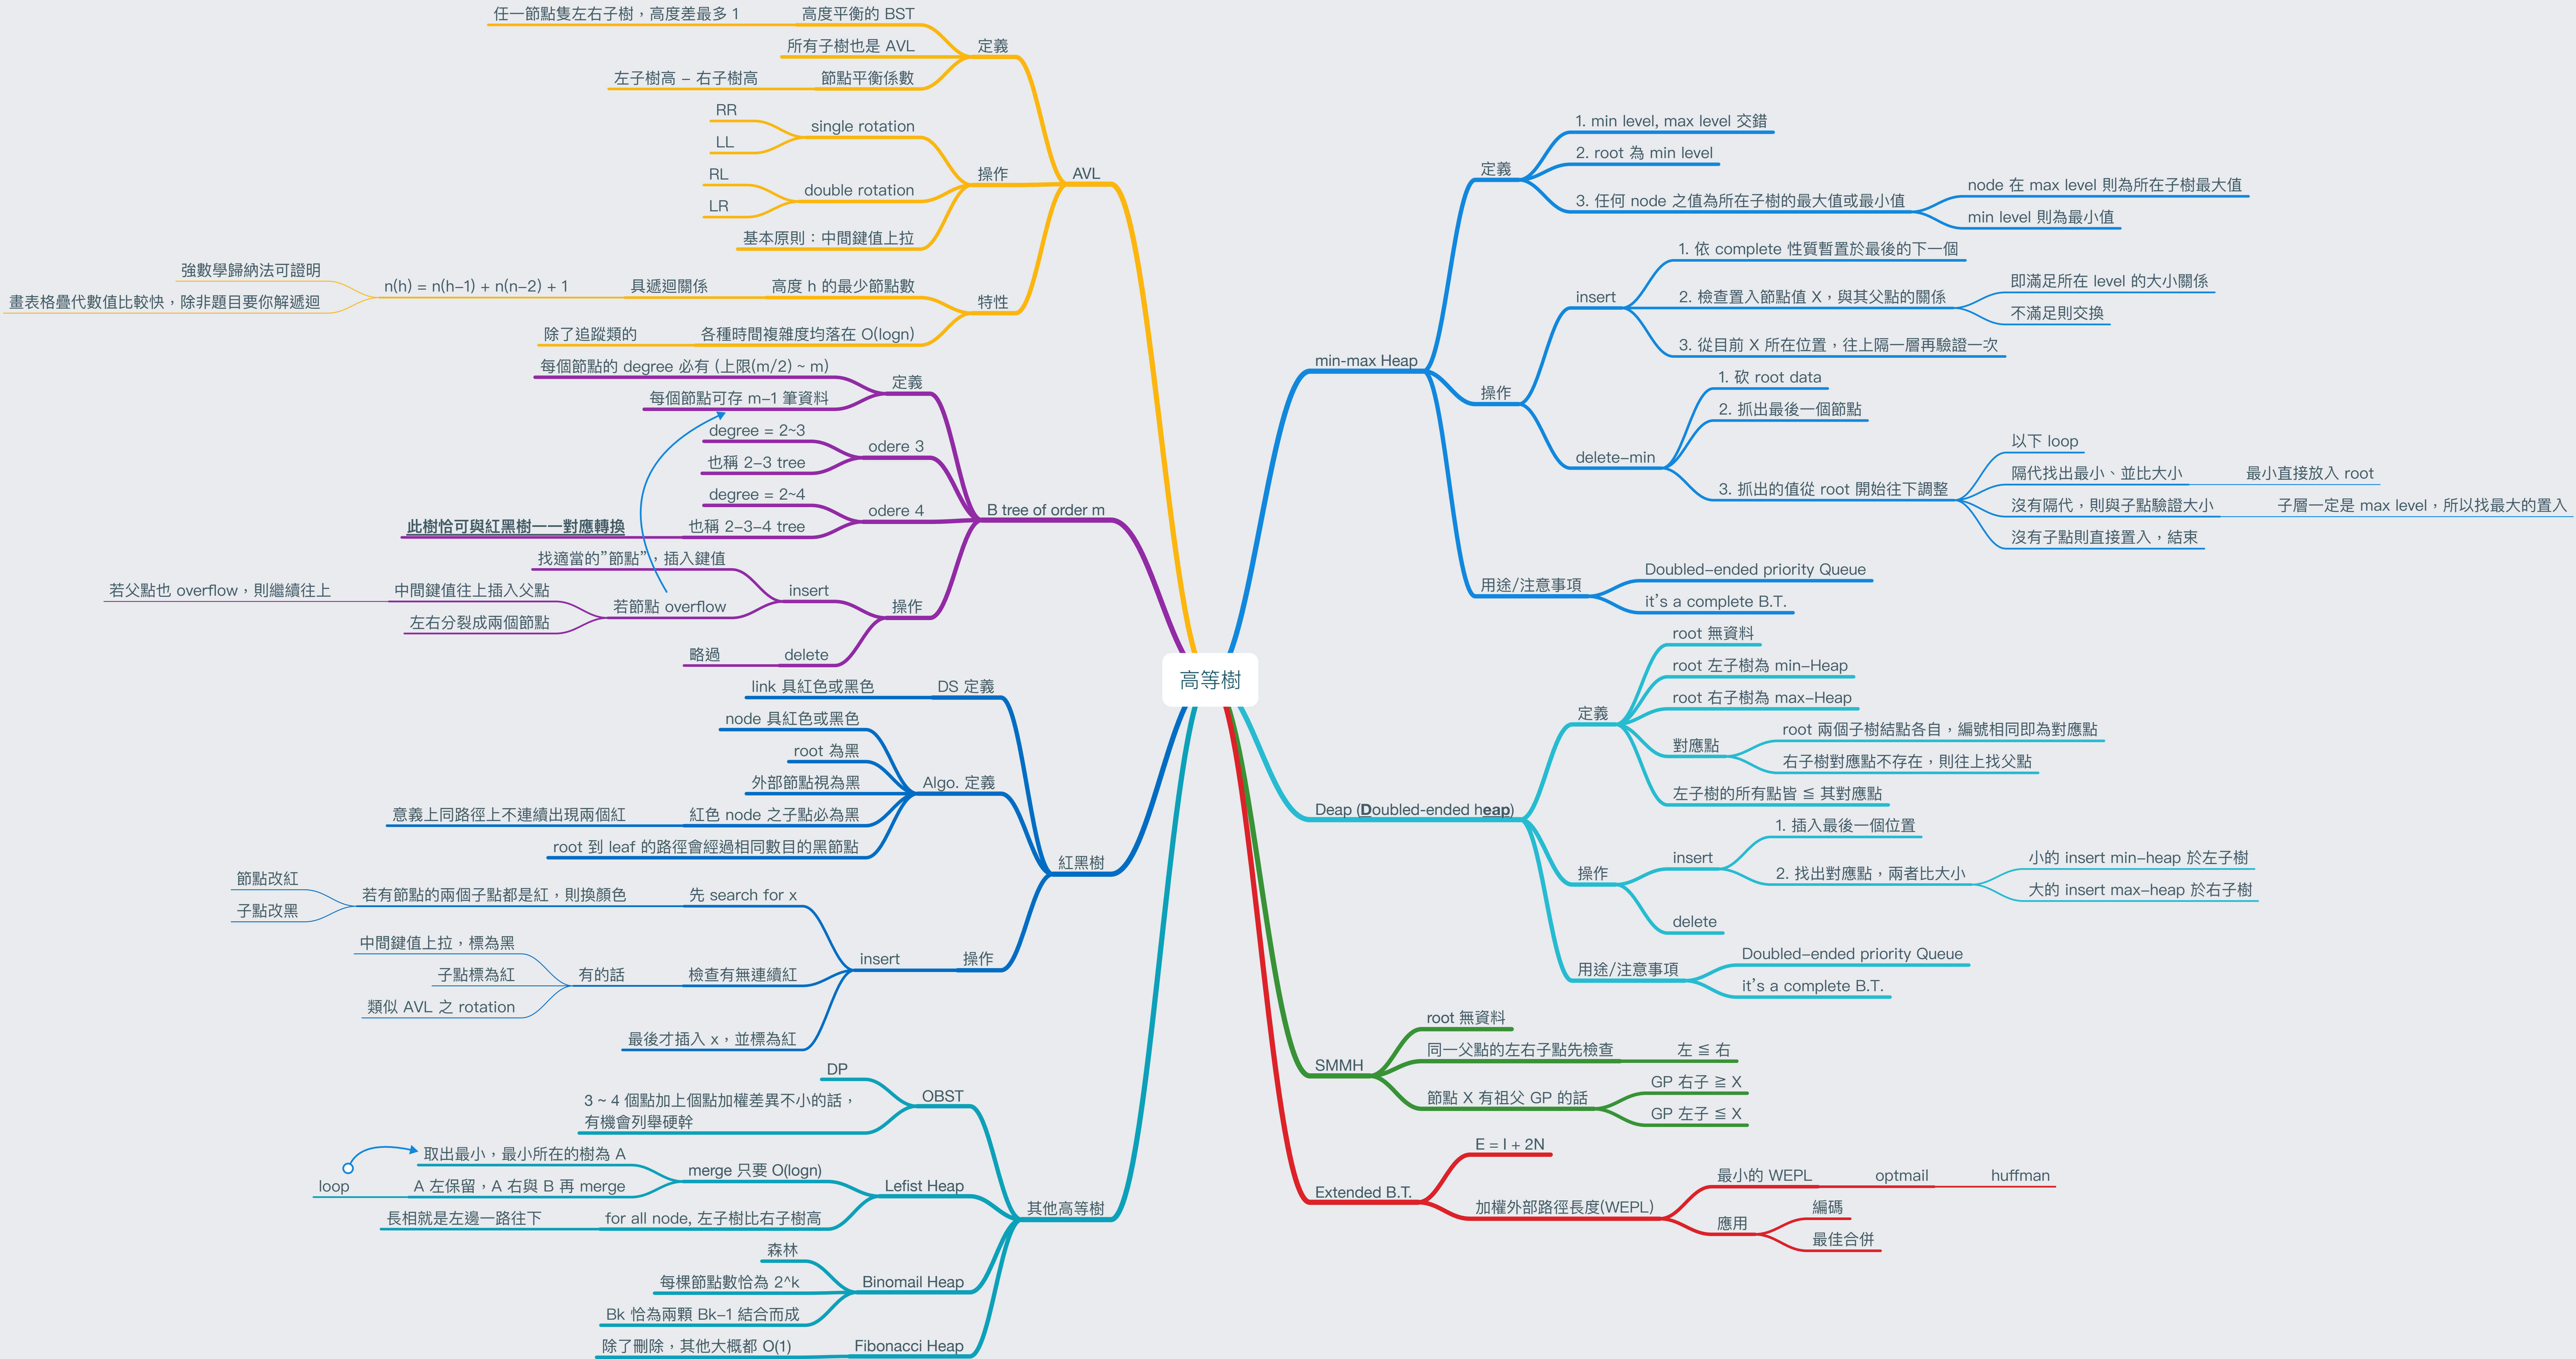 高等樹
AVL
定義
高度平衡的 BST
任一節點隻左右子樹，高度差最多 1
所有子樹也是 AVL
節點平衡係數
左子樹高 - 右子樹高
操作
single rotation
RR
LL
double rotation
RL
LR
基本原則：中間鍵值上拉
特性
高度 h 的最少節點數
具遞迴關係
n(h) = n(h-1) + n(n-2) + 1
強數學歸納法可證明
畫表格疊代數值比較快，除非題目要你解遞迴
各種時間複雜度均落在 O(logn)
除了追蹤類的
B tree of order m
定義
每個節點的 degree 必有 (上限(m/2) ~ m)
每個節點可存 m-1 筆資料
odere 3
degree = 2~3
也稱 2-3 tree
odere 4
degree = 2~4
也稱 2-3-4 tree
此樹恰可與紅黑樹一一對應轉換
操作
insert
找適當的”節點”，插入鍵值
若節點 overflow
中間鍵值往上插入父點
若父點也 overflow，則繼續往上
左右分裂成兩個節點
delete
略過
紅黑樹
DS 定義
link 具紅色或黑色
Algo. 定義
node 具紅色或黑色
root 為黑
外部節點視為黑
紅色 node 之子點必為黑
意義上同路徑上不連續出現兩個紅
root 到 leaf 的路徑會經過相同數目的黑節點
操作
insert
先 search for x
若有節點的兩個子點都是紅，則換顏色
節點改紅
子點改黑
檢查有無連續紅
有的話
中間鍵值上拉，標為黑
子點標為紅
類似 AVL 之 rotation
最後才插入 x，並標為紅
其他高等樹
OBST
DP
3 ~ 4 個點加上個點加權差異不小的話，
有機會列舉硬幹
Lefist Heap
merge 只要 O(logn)
取出最小，最小所在的樹為 A
A 左保留，A 右與 B 再 merge
loop
for all node, 左子樹比右子樹高
長相就是左邊一路往下
Binomail Heap
森林
每棵節點數恰為 2^k
Bk 恰為兩顆 Bk-1 結合而成
Fibonacci Heap
除了刪除，其他大概都 O(1)
min-max Heap
定義
1. min level, max level 交錯
2. root 為 min level
3. 任何 node 之值為所在子樹的最大值或最小值
node 在 max level 則為所在子樹最大值
min level 則為最小值
操作
insert
1. 依 complete 性質暫置於最後的下一個
2. 檢查置入節點值 X，與其父點的關係
即滿足所在 level 的大小關係
不滿足則交換
3. 從目前 X 所在位置，往上隔一層再驗證一次
delete-min
1. 砍 root data
2. 抓出最後一個節點
3. 抓出的值從 root 開始往下調整
以下 loop
隔代找出最小、並比大小
最小直接放入 root
沒有隔代，則與子點驗證大小
子層一定是 max level，所以找最大的置入
沒有子點則直接置入，結束
用途/注意事項
Doubled-ended priority Queue
it's a complete B.T.
Deap (Doubled-ended heap)
定義
root 無資料
root 左子樹為 min-Heap
root 右子樹為 max-Heap
對應點
root 兩個子樹結點各自，編號相同即為對應點
右子樹對應點不存在，則往上找父點
左子樹的所有點皆 ≦ 其對應點
操作
insert
1. 插入最後一個位置
2. 找出對應點，兩者比大小
小的 insert min-heap 於左子樹
大的 insert max-heap 於右子樹
delete
用途/注意事項
Doubled-ended priority Queue
it's a complete B.T.
SMMH
root 無資料
同一父點的左右子點先檢查
左 ≦ 右
節點 X 有祖父 GP 的話
GP 右子 ≧ X
GP 左子 ≦ X
Extended B.T.
E = I + 2N
加權外部路徑長度(WEPL)
最小的 WEPL
optmail
huffman
應用
編碼
最佳合併